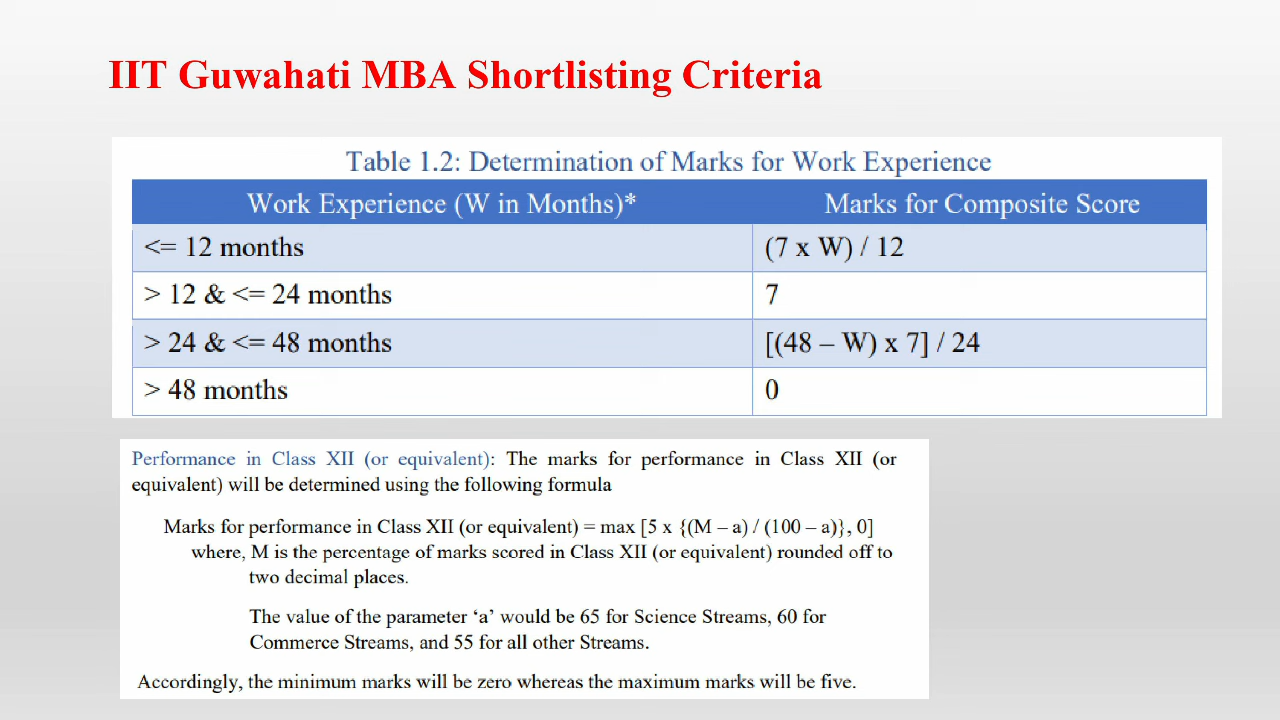 IIT Guwahati MBA Shortlisting Criteria
Table 1.2: Determination of Marks for Work Experience
Work Experience (W in Months)* Marks for Composite Score
<= 12 months (7 x W) / 12
> 12 & <= 24 months 7
> 24 & <= 48 months [(48 – W) x 7] / 24
> 48 months 0
Performance in Class XII (or equivalent): The marks for performance in Class XII (or
equivalent) will be determined using the following formula
Marks for performance in Class XII (or equivalent) = max [5 x {(M – a) / (100 – a)}, 0]
where, M is the percentage of marks scored in Class XII (or equivalent) rounded off to
two decimal places.
The value of the parameter ‘a’ would be 65 for Science Streams, 60 for
Commerce Streams, and 55 for all other Streams.
Accordingly, the minimum marks will be zero whereas the maximum marks will be five.